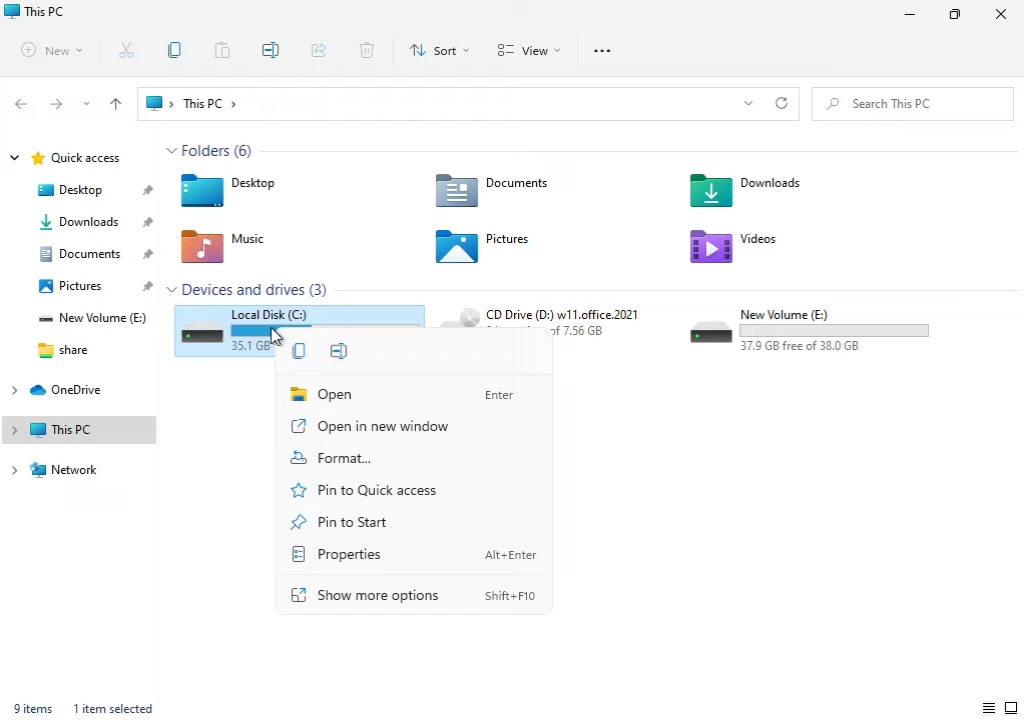 This PC
New
Sort
View
This PC
Search This PC
Quick access
Desktop
Downloads
Documents
Pictures
New Volume (E:)
share
OneDrive
This PC
Network
Folders (6)
Desktop
Documents
Downloads
Music
Pictures
Videos
Devices and drives (3)
Local Disk (C:)
35.1 GB
CD Drive (D:) w11.office.2021
of 7.56 GB
New Volume (E:)
37.9 GB free of 38.0 GB
Open Enter
Open in new window
Format...
Pin to Quick access
Pin to Start
Properties Alt+Enter
Show more options Shift+F10
9 items 1 item selected